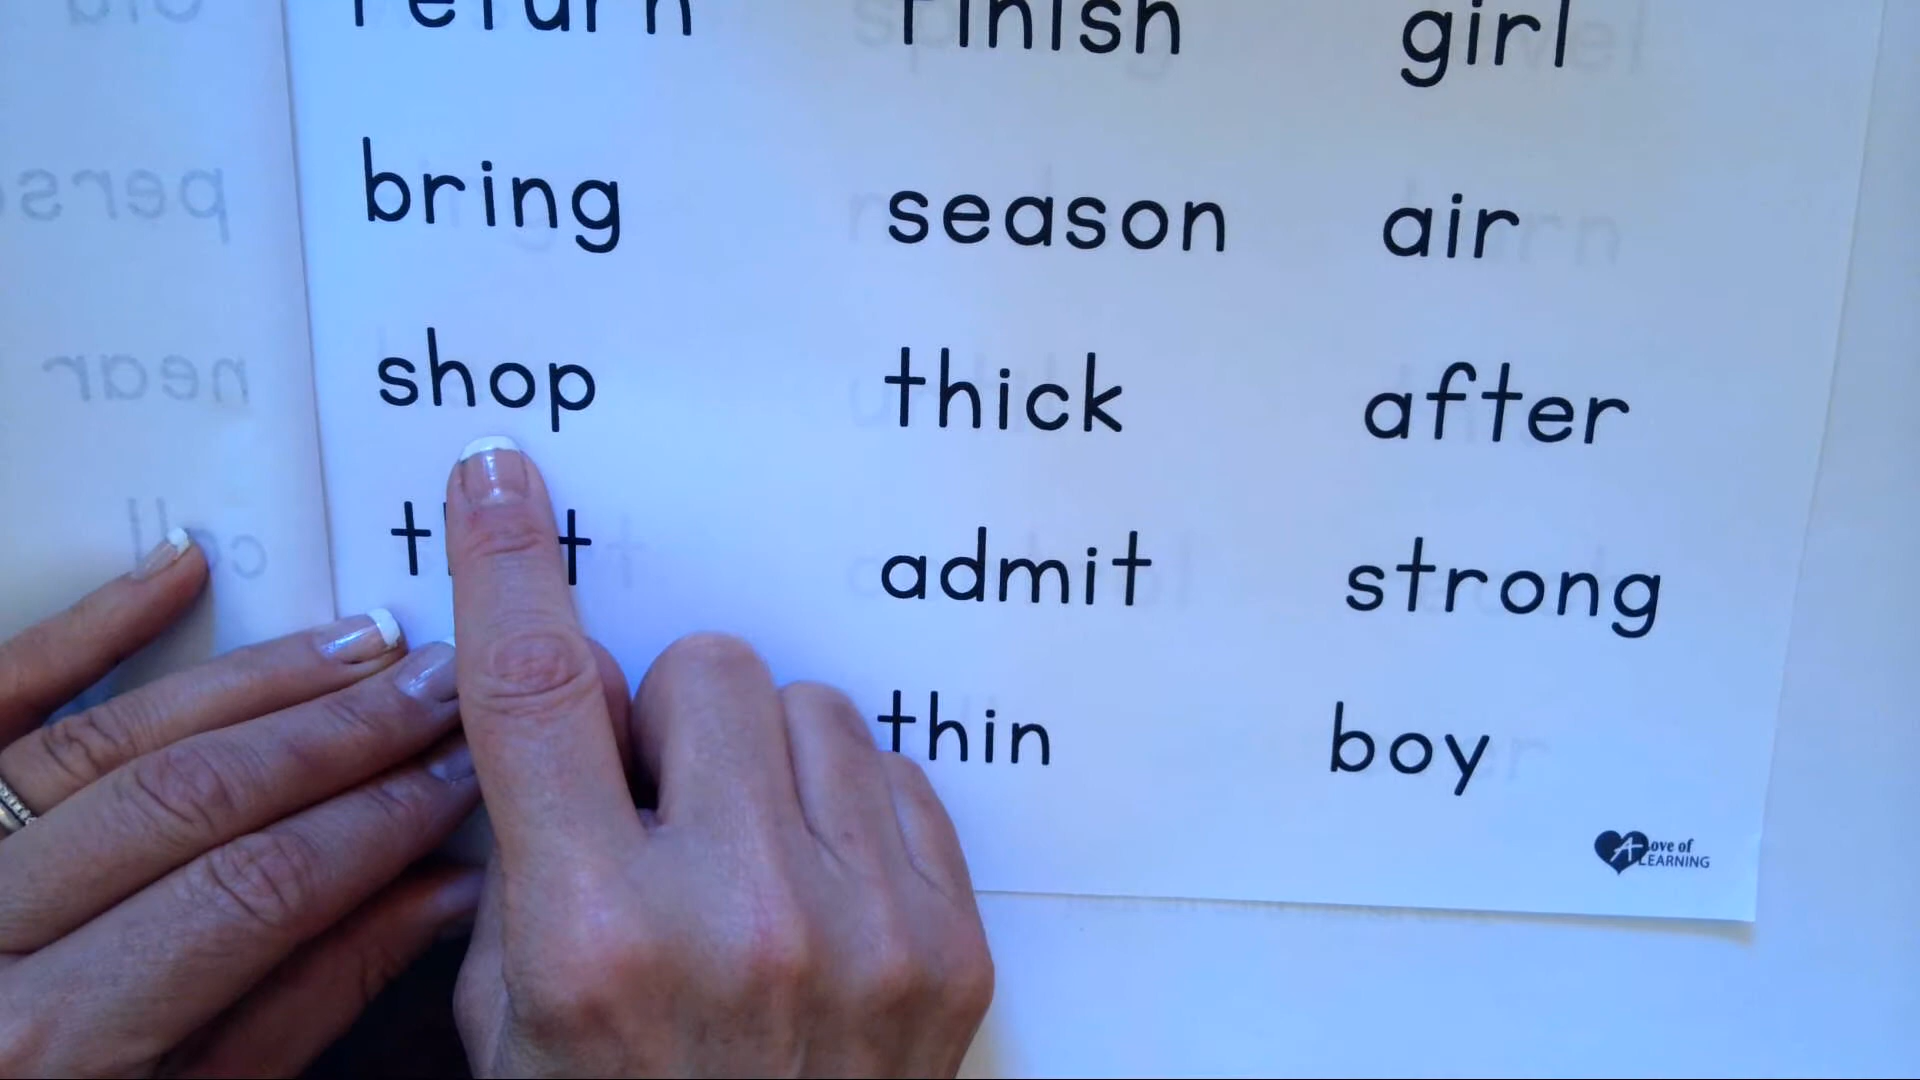 return finish girl
bring season air
shop thick after
admit strong
thin boy
A Love of
LEARNING